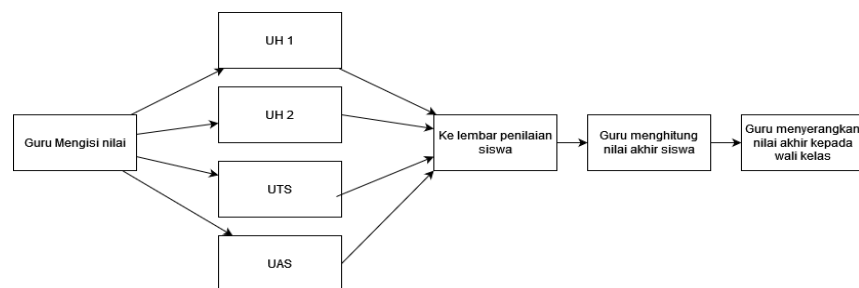 Guru Mengisi nilai
UH 1
UH 2
UTS
UAS
Ke lembar penilaian
siswa
Guru menghitung
nilai akhir siswa
Guru menyerangkan
nilai akhir kepada
wali kelas